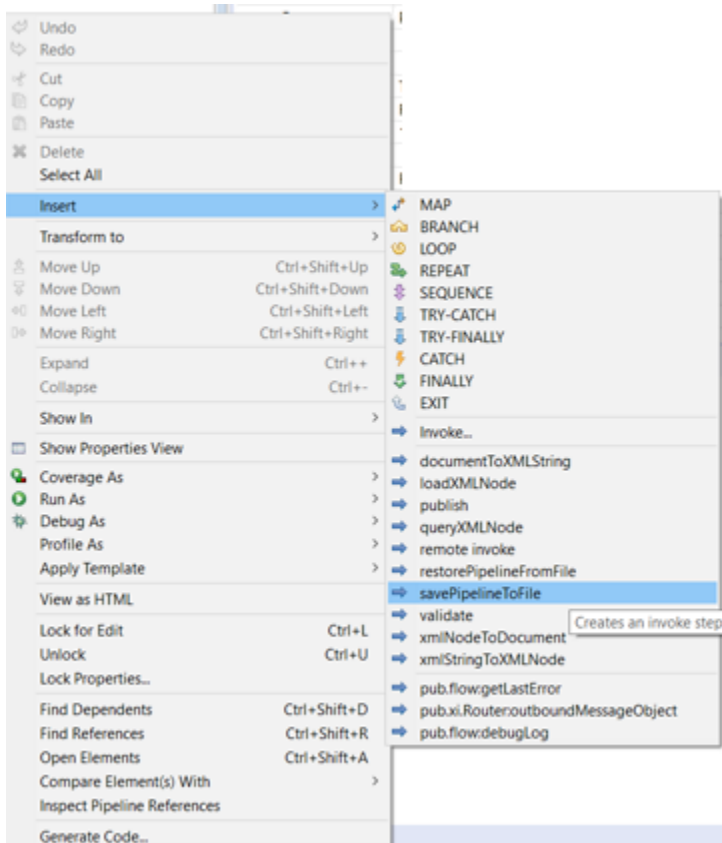 Undo
Redo
Cut
Copy
Paste
Delete
Select All
Insert
Transform to
Move Up Ctrl+Shift+Up
Move Down Ctrl+Shift+Down
Move Left Ctrl+Shift+Left
Move Right Ctrl+Shift+Right
Expand Ctrl++
Collapse Ctrl+-
Show In
Show Properties View
Coverage As
Run As
Debug As
Profile As
Apply Template
View as HTML
Lock for Edit Ctrl+L
Unlock Ctrl+U
Lock Properties...
Find Dependents Ctrl+Shift+D
Find References Ctrl+Shift+R
Open Elements Ctrl+Shift+A
Compare Element(s) With
Inspect Pipeline References
Generate Code...
MAP
BRANCH
LOOP
REPEAT
SEQUENCE
TRY-CATCH
TRY-FINALLY
CATCH
FINALLY
EXIT
Invoke...
documentToXMLString
loadXMLNode
publish
queryXMLNode
remote invoke
restorePipelineFromFile
savePipelineToFile
validate
Creates an invoke step
xmlNodeToDocument
xmlStringToXMLNode
pub.flow:getLastError
pub.xi.Router:outboundMessageObject
pub.flow:debugLog